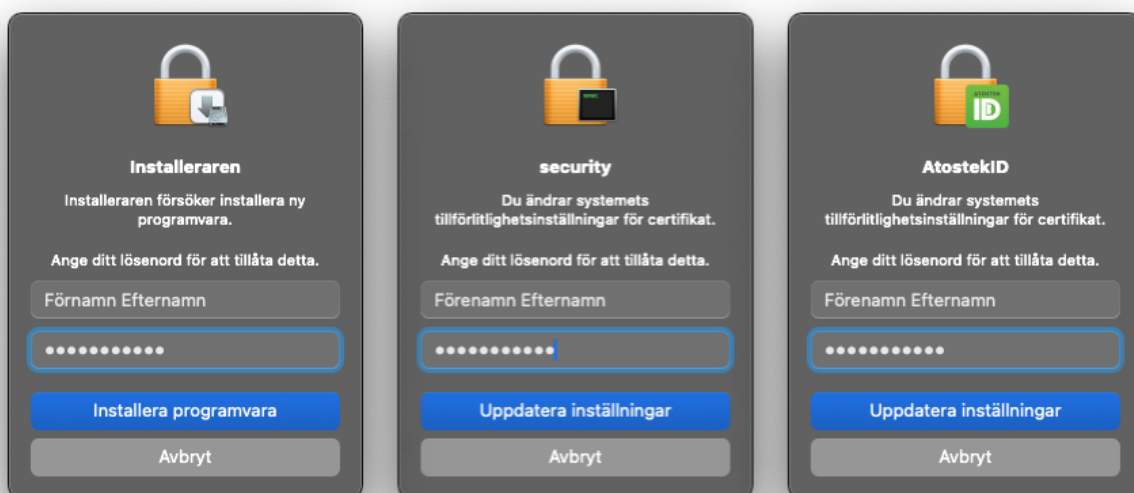 Installeraren
Installeraren försöker installera ny
programvara.
Ange ditt lösenord för att tillåta detta.
Förnamn Efternamn
●●●●●●●●●●●
Installera programvara
Avbryt
security
Du ändrar systemets
tillförlitlighetsinställningar för certifikat.
Ange ditt lösenord för att tillåta detta.
Förenamn Efternamn
●●●●●●●●●●●
Uppdatera inställningar
Avbryt
ATOSTEK
ID
AtostekID
Du ändrar systemets
tillförlitlighetsinställningar för certifikat.
Ange ditt lösenord för att tillåta detta.
Förenamn Efternamn
●●●●●●●●●●●
Uppdatera inställningar
Avbryt